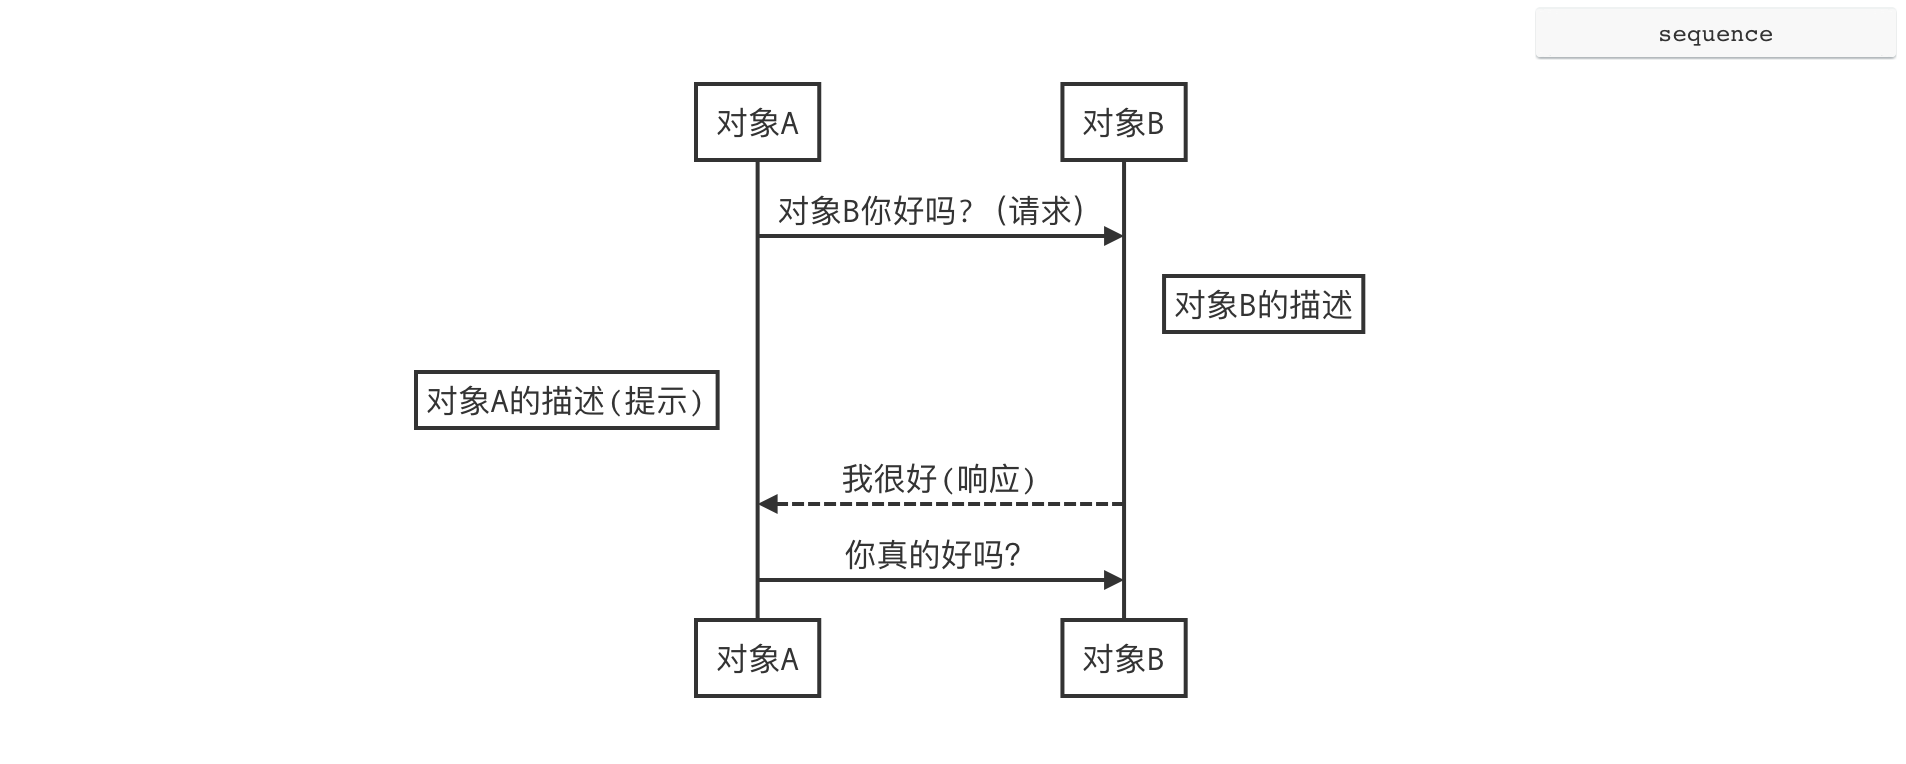 sequence
对象A
对象B
对象B你好吗?（请求）
对象B的描述
对象A的描述(提示)
我很好(响应)
你真的好吗?
对象A
对象B